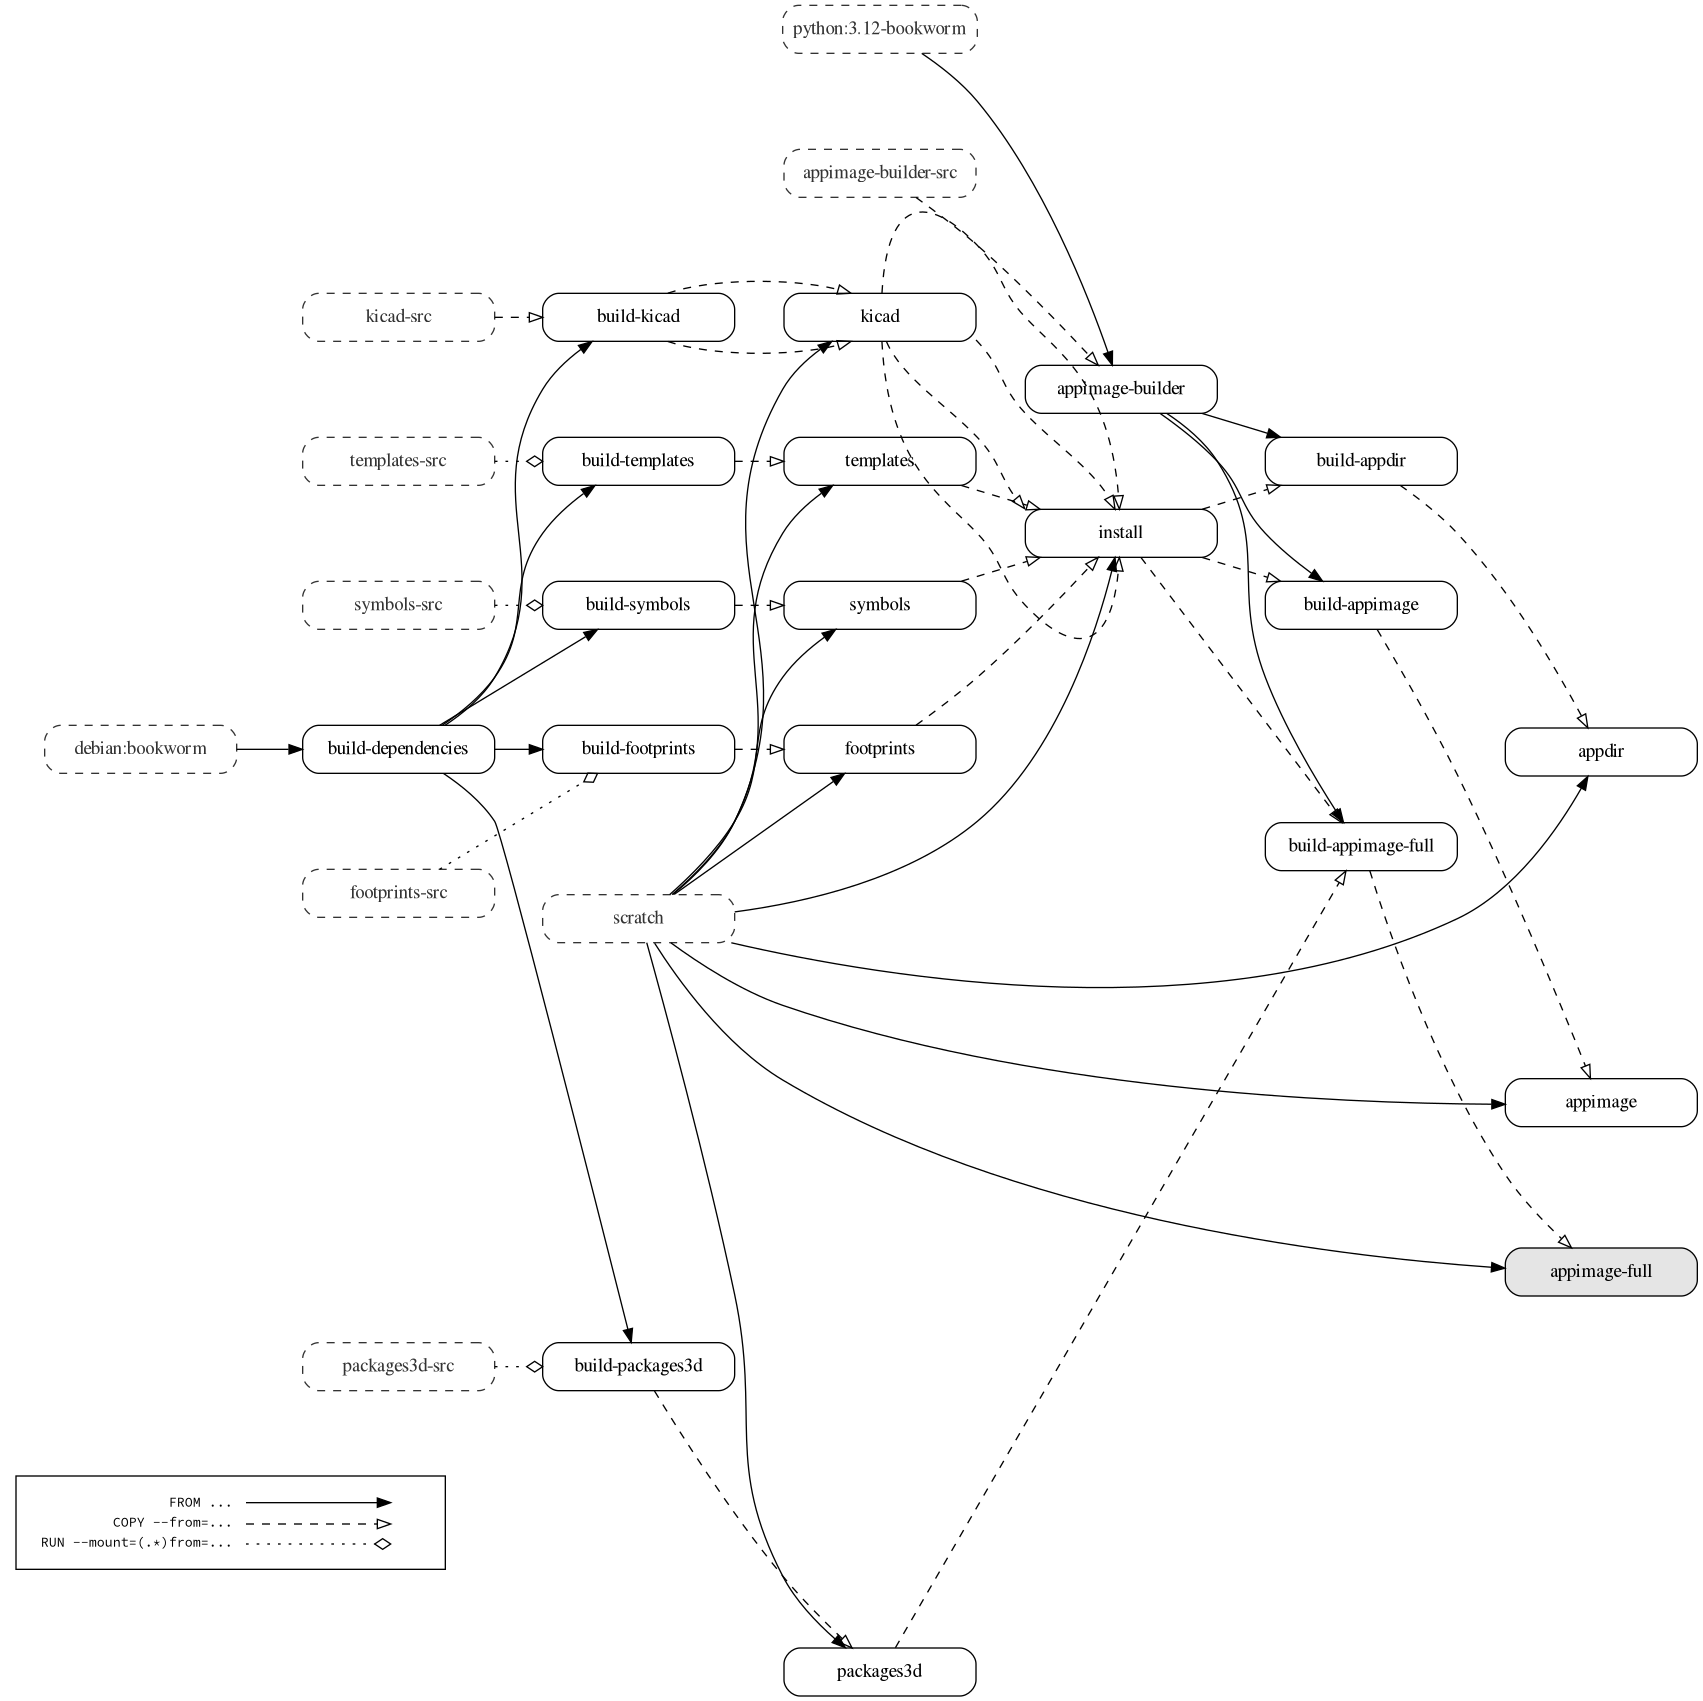 python:3.12-bookworm
appimage-builder-src
kicad-src
build-kicad
kicad
appimage-builder
templates-src
build-templates
templates
build-appdir
install
symbols-src
build-symbols
symbols
build-appimage
debian:bookworm
build-dependencies
build-footprints
footprints
appdir
build-appimage-full
footprints-src
scratch
appimage
appimage-full
packages3d-src
build-packages3d
FROM ...
COPY --from=...
RUN --mount=(.*)from=...
packages3d